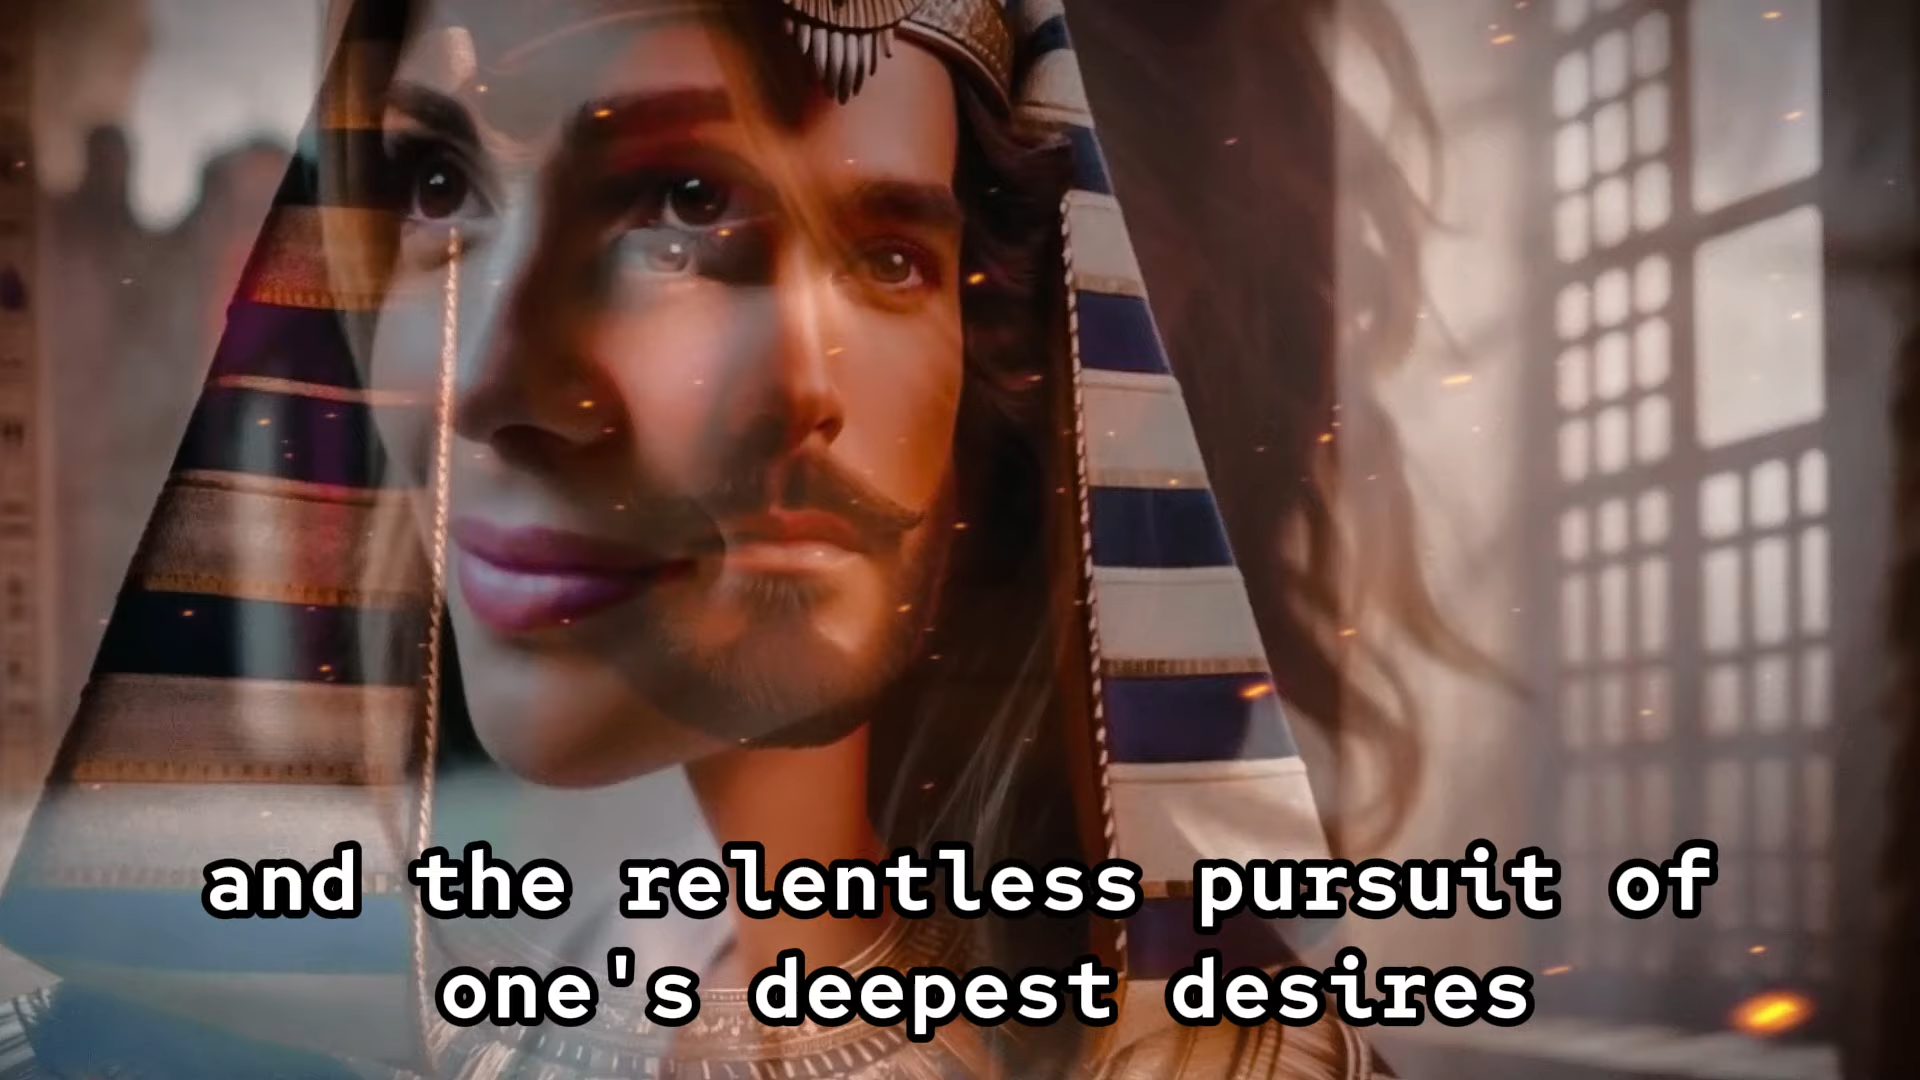 and the relentless pursuit of
one's deepest desires